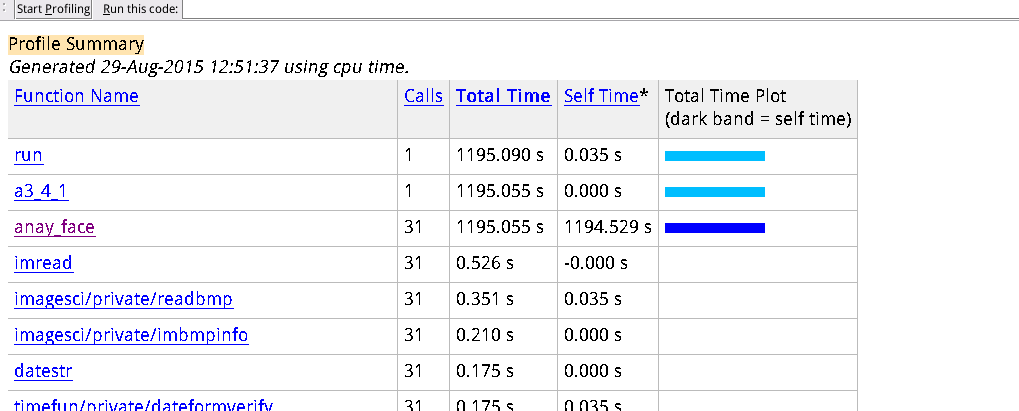 Start Profiling Run this code:
Profile Summary
Generated 29-Aug-2015 12:51:37 using cpu time.
Function Name Calls Total Time Self Time* Total Time Plot
(dark band = self time)
run 1 1195.090 s 0.035 s
a3_4_1 1 1195.055 s 0.000 s
anay_face 31 1195.055 s 1194.529 s
imread 31 0.526 s -0.000 s
imagesci/private/readbmp 31 0.351 s 0.035 s
imagesci/private/imbmpinfo 31 0.210 s 0.000 s
datestr 31 0.175 s 0.000 s
timefun/private/dateformverify 31 0.175 s 0.035 s